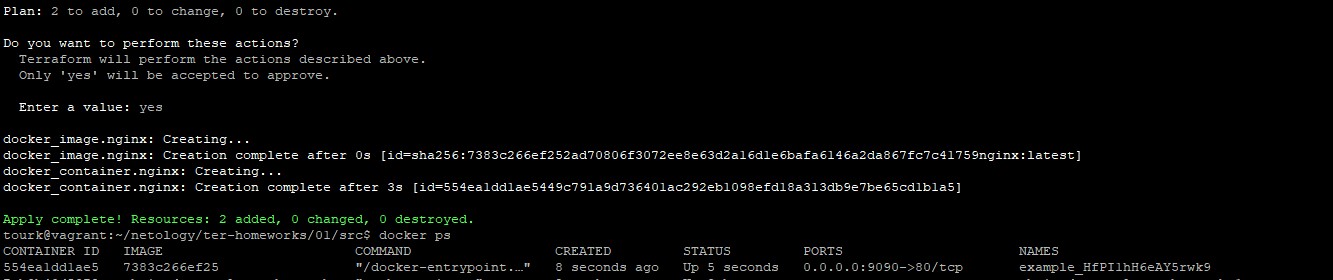 Plan: 2 to add, 0 to change, 0 to destroy.
Do you want to perform these actions?
Terraform will perform the actions described above.
Only 'yes' will be accepted to approve.
Enter a value: yes
docker_image.nginx: Creating...
docker_image.nginx: Creation complete after 0s [id=sha256:7383c266ef252ad70806f3072ee8e63d2a16d1e6bafa6146a2da867fc7c41759nginx:latest]
docker_container.nginx: Creating...
docker_container.nginx: Creation complete after 3s [id=554ea1dd1ae5449c791a9d736401ac292eb1098efd18a313db9e7be65cd1b1a5]
Apply complete! Resources: 2 added, 0 changed, 0 destroyed.
tourk@vagrant:~/netology/ter-homeworks/01/src$ docker ps
CONTAINER ID IMAGE COMMAND CREATED STATUS PORTS NAMES
554ea1dd1ae5 7383c266ef25 "/docker-entrypoint.…" 8 seconds ago Up 5 seconds 0.0.0.0:9090->80/tcp example_HfPI1hH6eAY5rwk9